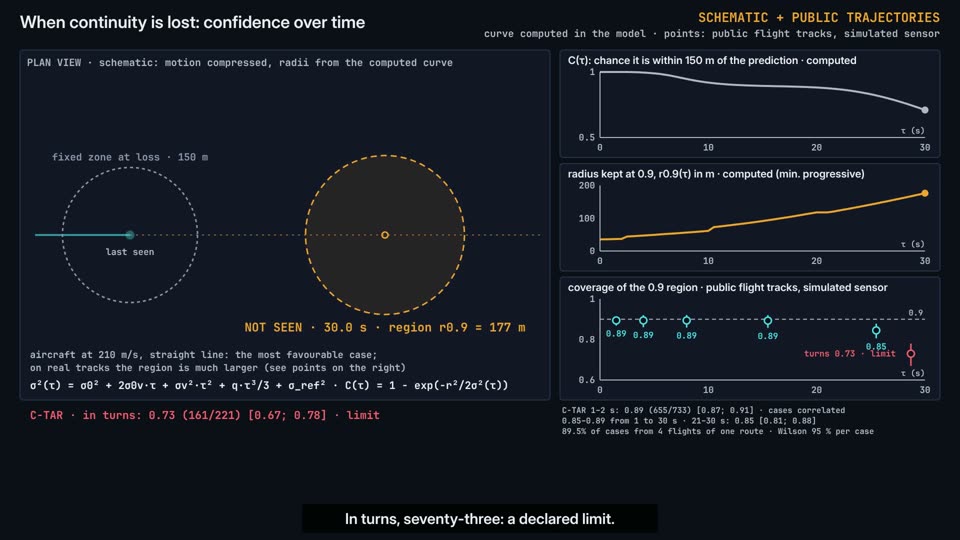 When continuity is lost: confidence over time
SCHEMATIC + PUBLIC TRAJECTORIES
curve computed in the model · points: public flight tracks, simulated sensor
PLAN VIEW · schematic: motion compressed, radii from the computed curve
fixed zone at loss · 150 m
last seen
NOT SEEN · 30.0 s · region r0.9 = 177 m
aircraft at 210 m/s, straight line: the most favourable case;
on real tracks the region is much larger (see points on the right)
σ²(τ) = σ0² + 2σ0v·τ + σv²·τ² + q·τ³/3 + σ_ref² · C(τ) = 1 - exp(-r²/2σ²(τ))
C-TAR · in turns: 0.73 (161/221) [0.67; 0.78] · limit
C(τ): chance it is within 150 m of the prediction · computed
1
0.5
τ (s)
0 10 20 30
radius kept at 0.9, r0.9(τ) in m · computed (min. progressive)
200
100
0
τ (s)
0 10 20 30
coverage of the 0.9 region · public flight tracks, simulated sensor
1
0.9
0.8
0.89 0.89 0.89 0.89 0.85
turns 0.73 · limit
τ (s)
0.6
0 10 20 30
C-TAR 1-2 s: 0.89 (655/733) [0.87; 0.91] · cases correlated
0.85-0.89 from 1 to 30 s · 21-30 s: 0.85 [0.81; 0.88]
89.5% of cases from 4 flights of one route · Wilson 95 % per case
In turns, seventy-three: a declared limit.